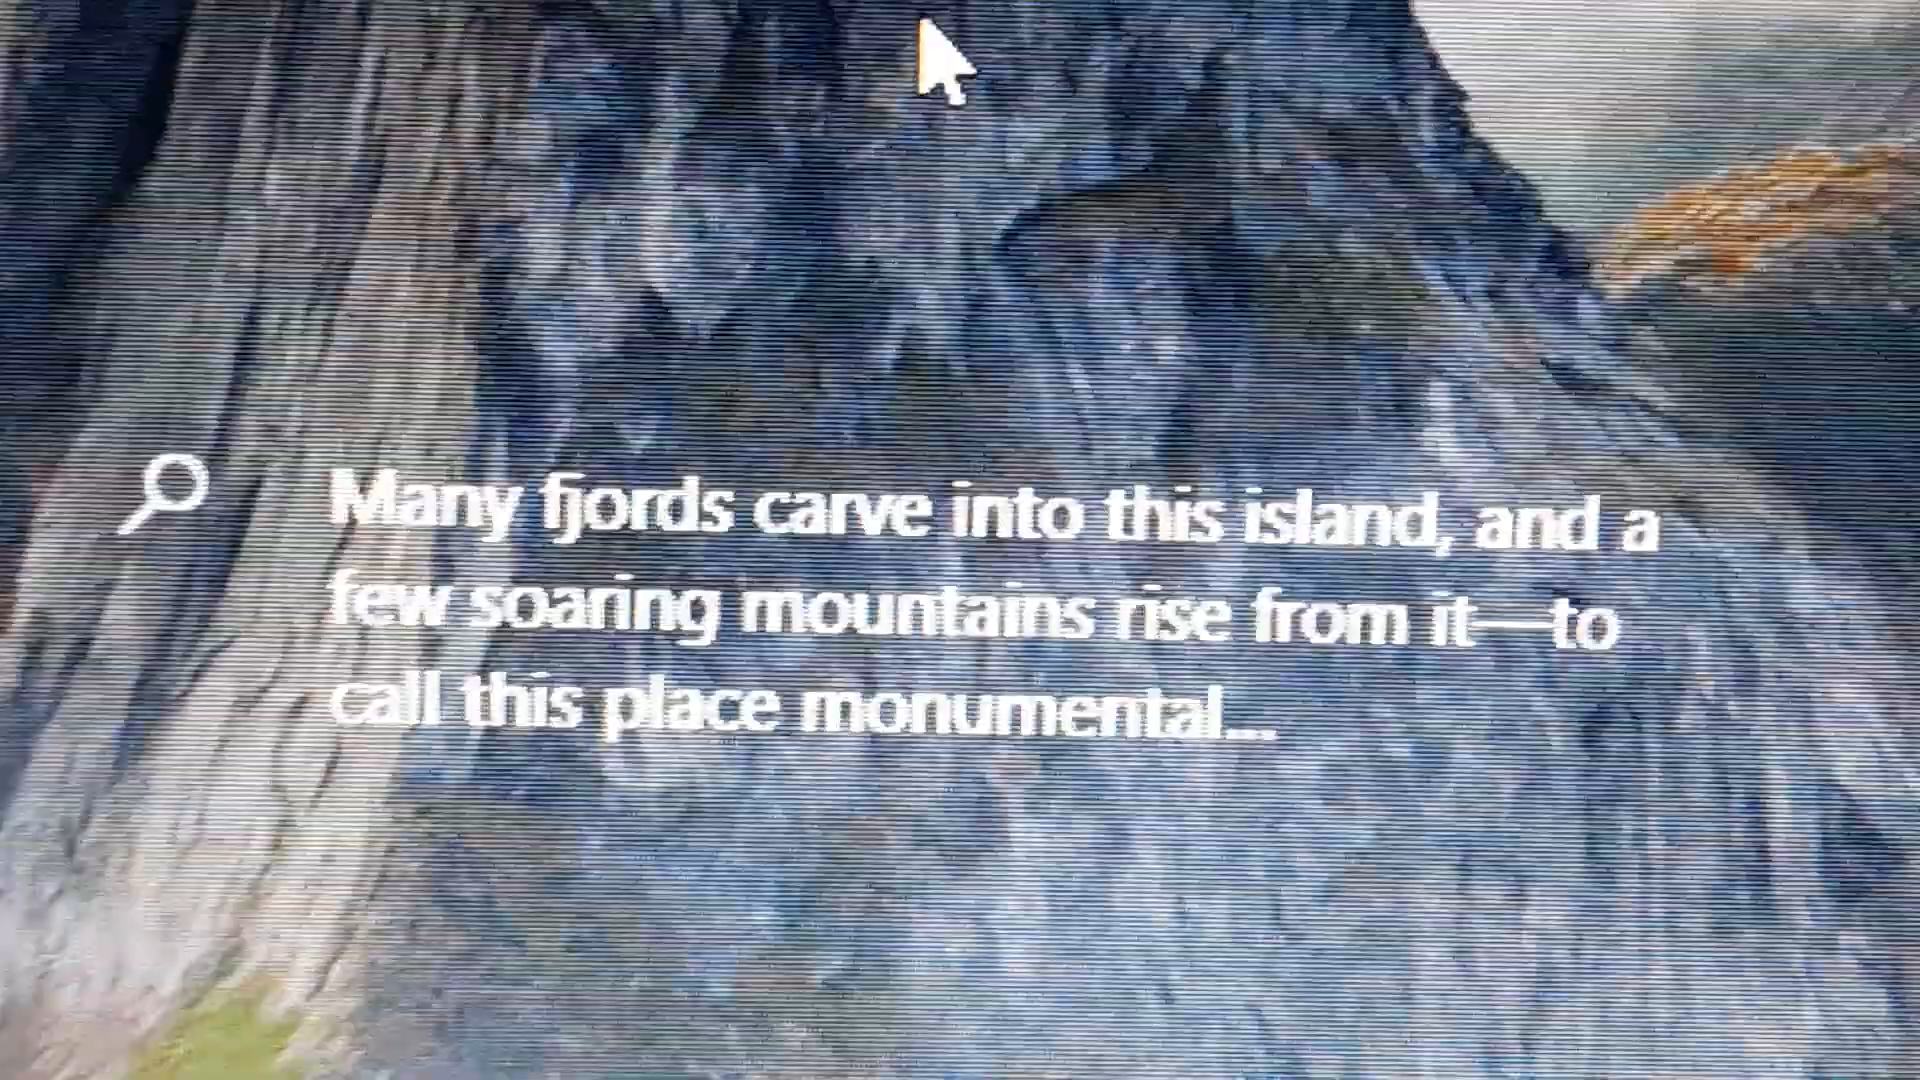 Many fjords carve into this island, and a
few soaring mountains rise from it—to
call this place monumental...